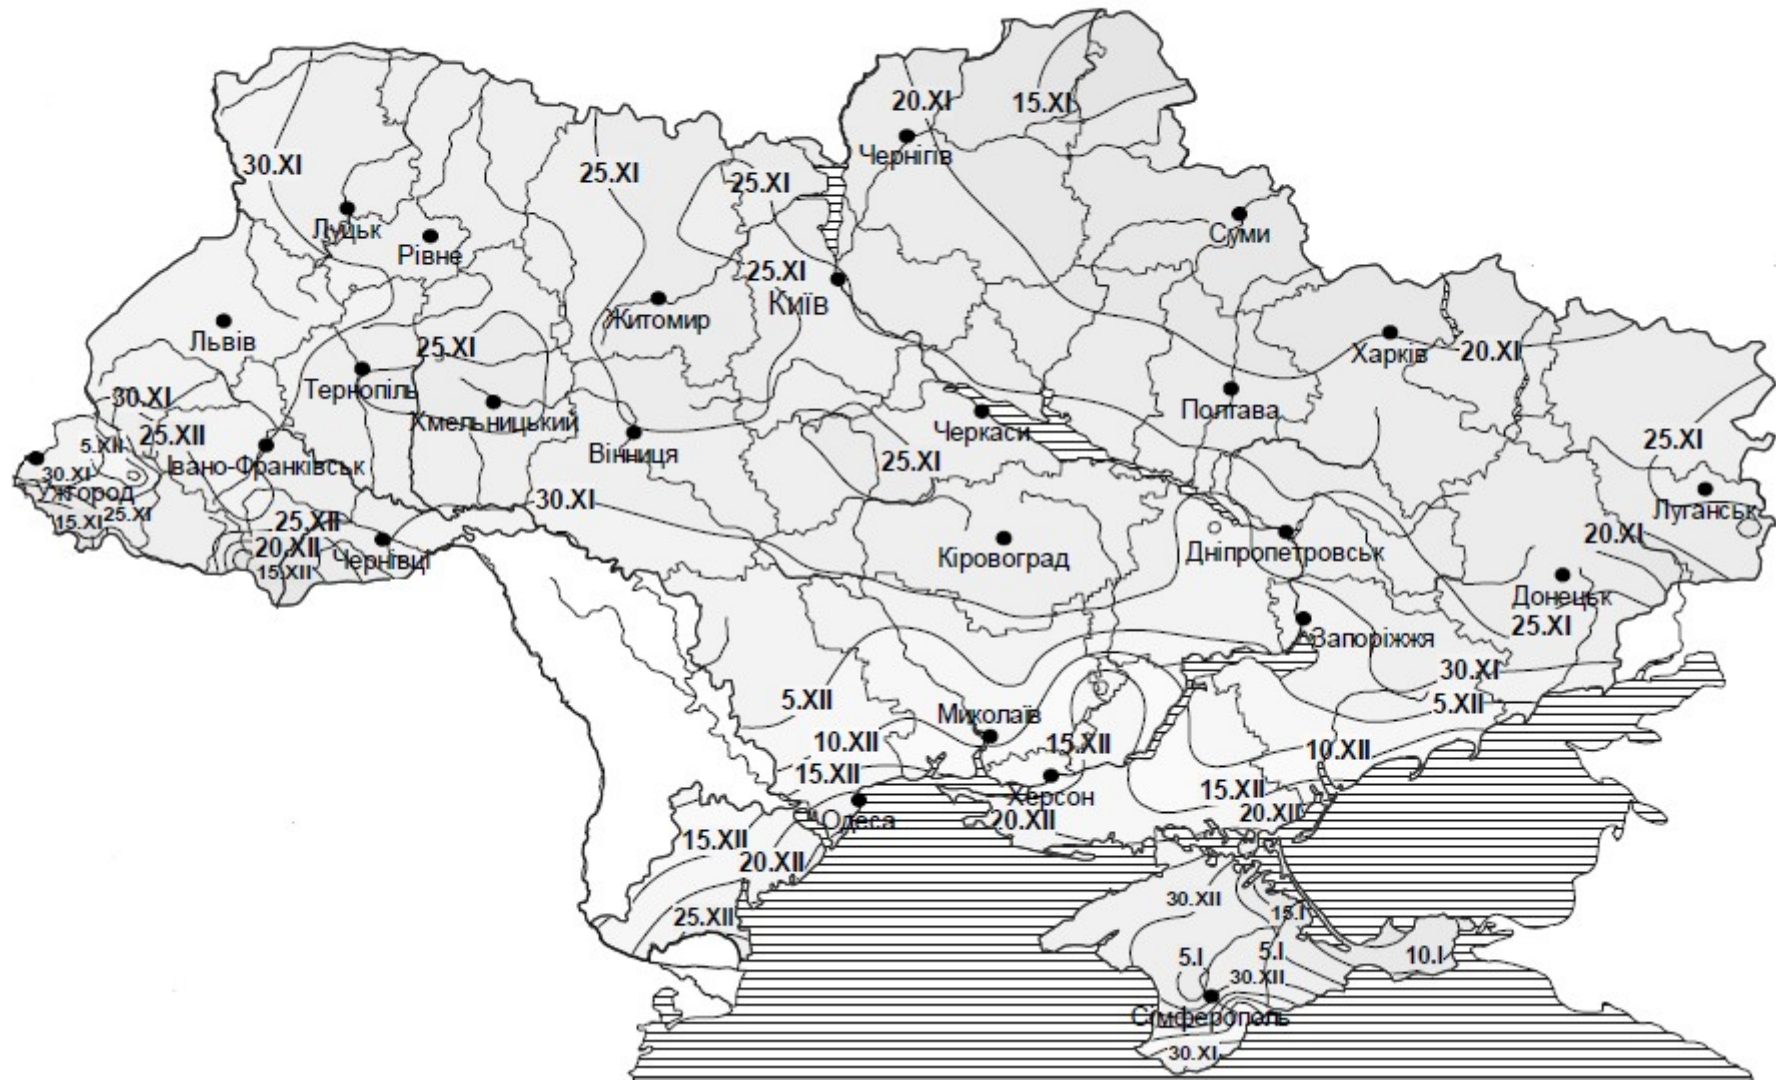 20.XI
15.XI
Чернігів
30.XI
25.XI
25.XI
Луцьк
Рівне
Суми
25.XI
Київ
Житомир
Львів
25.XI
Харків
20.XI
Тернопіль
30.XI
Хмельницький
Полтава
Черкаси
25.XII
5.XII
Вінниця
25.XI
25.XI
Івано-Франківськ
30.XI
Ужгород
30.XI
Луганськ
15.XI
25.XI
25.XII
20.XI
20.XII
Чернівці
Кіровоград
Дніпропетровськ
15.XII
Донецьк
25.XI
Запоріжжя
30.XI
5.XII
5.XII
Миколаїв
10.XII
15.XII
10.XII
15.XII
15.XII
Херсон
20.XII
20.XII
Одеса
15.XII
20.XII
30.XII
25.XII
15.I
5.I
5.I
10.I
30.XII
Сімферополь
30.XI